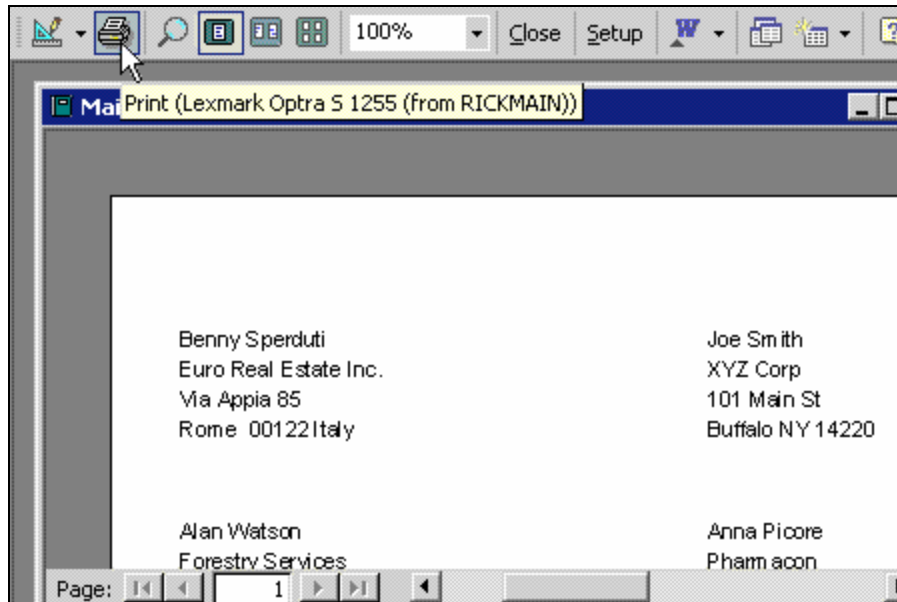 100% Close Setup W
Print (Lexmark Optra S 1255 (from RICKMAIN))
Mai
Benny Sperduti
Euro Real Estate Inc.
Via Appia 85
Rome 00122 Italy
Joe Smith
XYZ Corp
101 Main St
Buffalo NY 14220
Alan Watson
Forestry Services
Anna Picore
Pharmacon
Page: 1